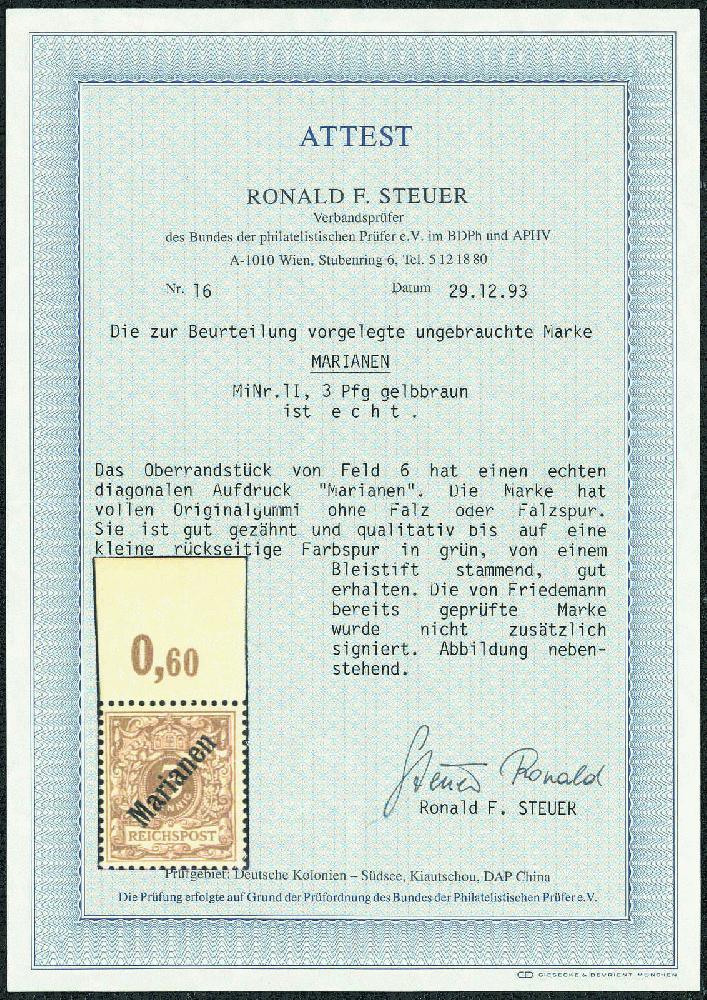 ATTEST
RONALD F. STEUER
Verbandsprüfer
des Bundes der philatelistischen Prüfer e.V. im BDPh und APHV
A-1010 Wien, Stubenring 6, Tel. 5 12 18 80
Nr. 16 Datum 29.12.93
Die zur Beurteilung vorgelegte ungebrauchte Marke
MARIANEN
MiNr.1I, 3 Pfg gelbbraun
ist e c h t .
Das Oberrandstück von Feld 6 hat einen echten
diagonalen Aufdruck "Marianen". Die Marke hat
vollen Originalgummi ohne Falz oder Falzspur.
Sie ist gut gezähnt und qualitativ bis auf eine
kleine rückseitige Farbspur in grün, von einem
Bleistift stammend, gut
erhalten. Die von Friedemann
bereits geprüfte Marke
wurde nicht zusätzlich
signiert. Abbildung neben-
stehend.
0,60
Marianen
REICHSPOST
Steuer Ronald
Ronald F. STEUER
Prüfgebiet: Deutsche Kolonien – Südsee, Kiautschou, DAP China
Die Prüfung erfolgte auf Grund der Prüfordnung des Bundes der Philatelistischen Prüfer e.V.
GIESECKE & DEVRIENT MÜNCHEN